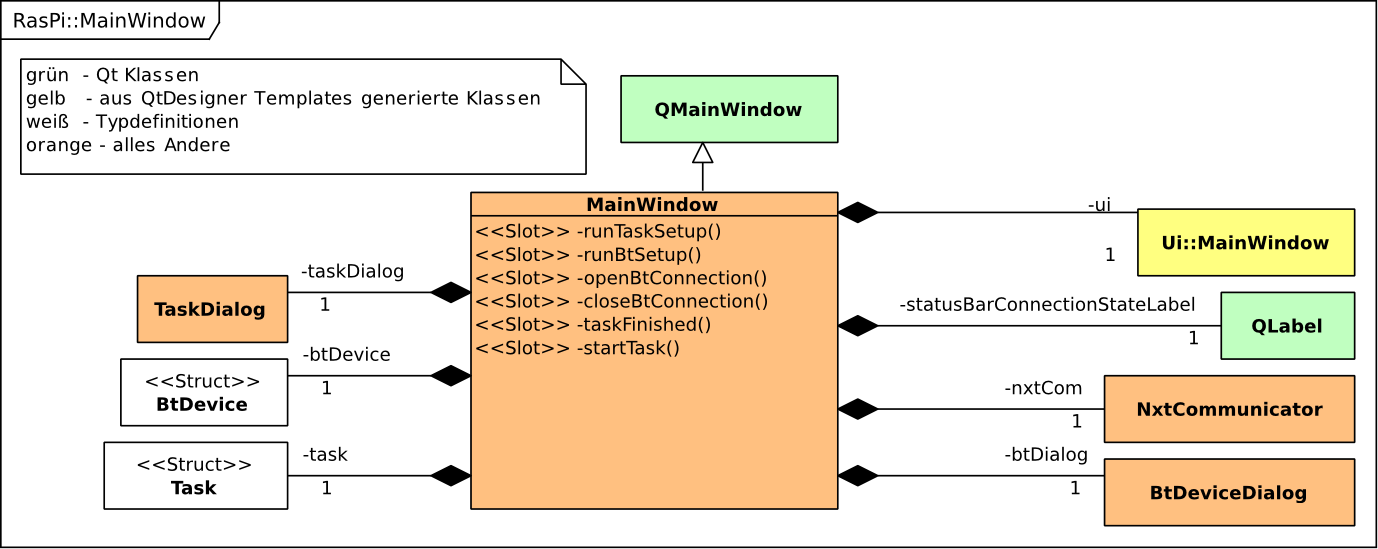 RasPi::MainWindow
grün - Qt Klassen
gelb - aus QtDesigner Templates generierte Klassen
weiß - Typdefinitionen
orange - alles Andere
QMainWindow
MainWindow
<<Slot>> -runTaskSetup()
<<Slot>> -runBtSetup()
<<Slot>> -openBtConnection()
<<Slot>> -closeBtConnection()
<<Slot>> -taskFinished()
<<Slot>> -startTask()
-taskDialog
1
TaskDialog
-btDevice
1
<<Struct>>
BtDevice
-task
1
<<Struct>>
Task
-ui
1
Ui::MainWindow
-statusBarConnectionStateLabel
1
QLabel
-nxtCom
1
NxtCommunicator
-btDialog
1
BtDeviceDialog